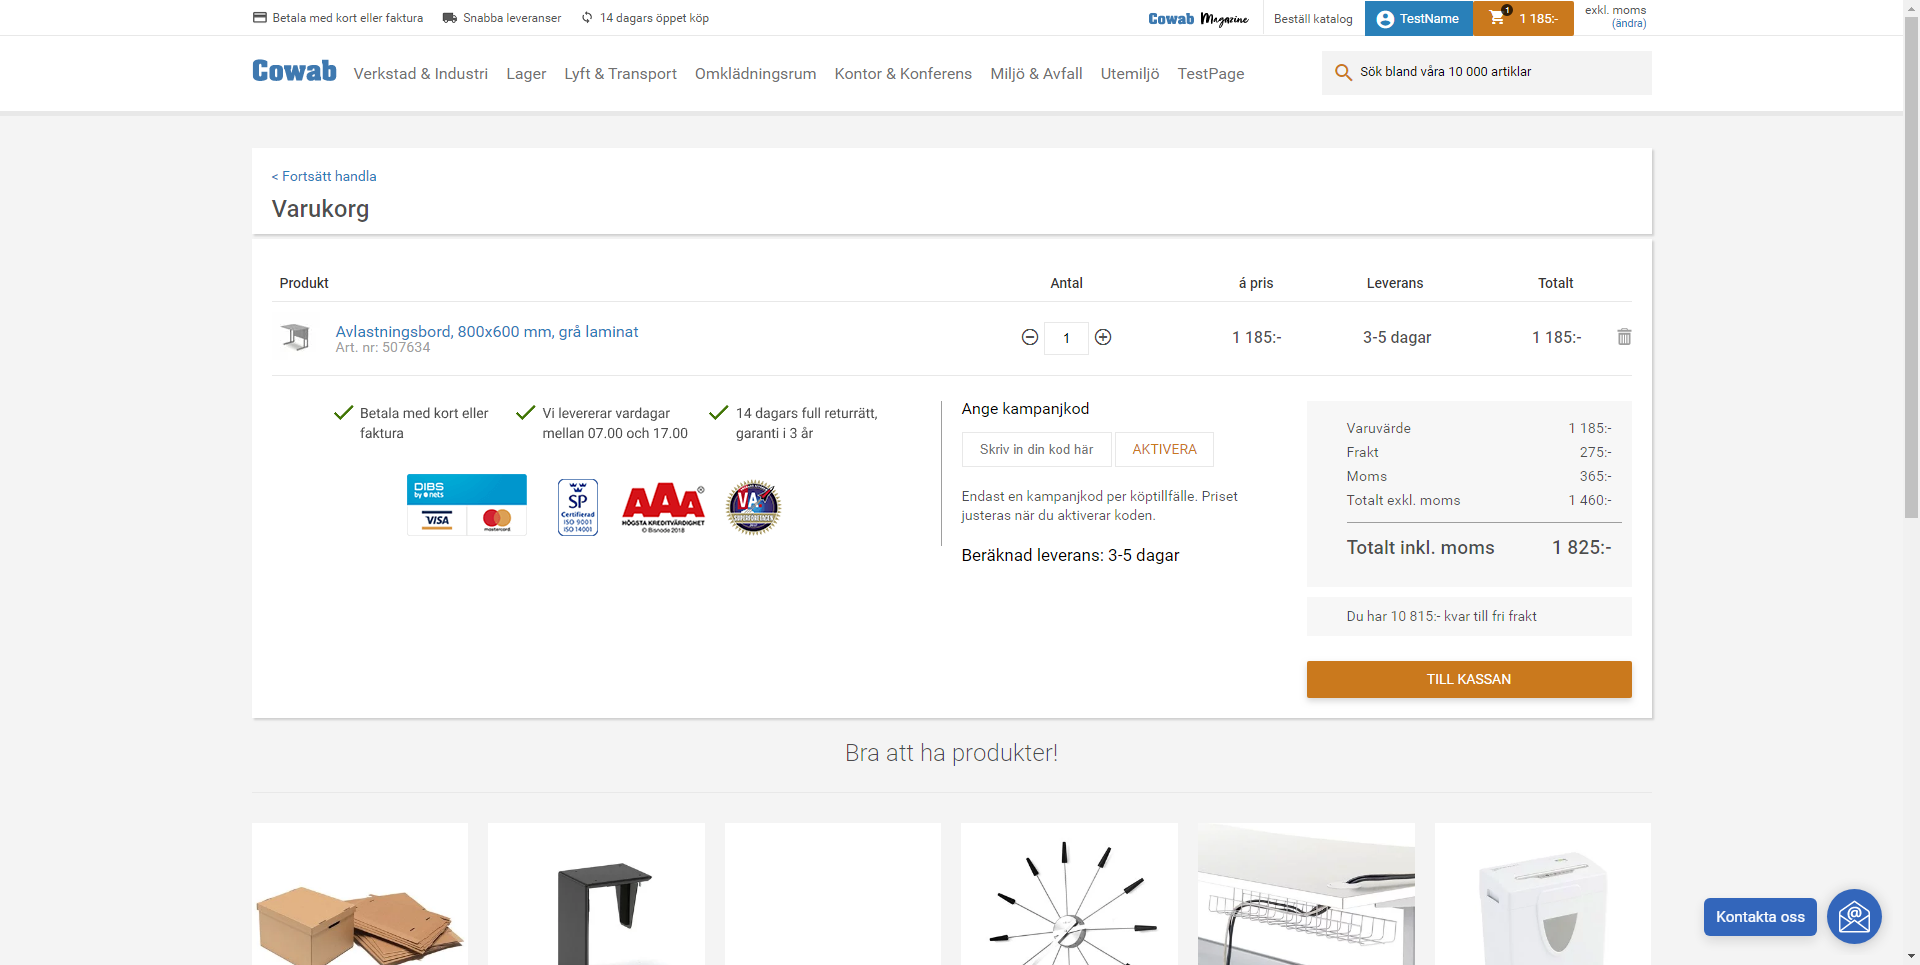 Betala med kort eller faktura
Snabba leveranser
14 dagars öppet köp
Cowab Magazine
Beställ katalog
TestName
1
1 185:-
exkl. moms
(ändra)
Cowab
Verkstad & Industri
Lager
Lyft & Transport
Omklädningsrum
Kontor & Konferens
Miljö & Avfall
Utemiljö
TestPage
Sök bland våra 10 000 artiklar
< Fortsätt handla
Varukorg
Produkt
Antal
á pris
Leverans
Totalt
Avlastningsbord, 800x600 mm, grå laminat
Art. nr: 507634
1
1 185:-
3-5 dagar
1 185:-
Betala med kort eller
faktura
Vi levererar vardagar
mellan 07.00 och 17.00
14 dagars full returrätt,
garanti i 3 år
DIBS
by nets
VISA
mastercard
SP
Certifierad
ISO 9001
ISO 14001
AAA®
HÖGSTA KREDITVÄRDIGHET
© Bisnode 2018
VA
SUPERFÖRETAGEN
Ange kampanjkod
Skriv in din kod här
AKTIVERA
Endast en kampanjkod per köptillfälle. Priset
justeras när du aktiverar koden.
Beräknad leverans: 3-5 dagar
Varuvärde 1 185:-
Frakt 275:-
Moms 365:-
Totalt exkl. moms 1 460:-
Totalt inkl. moms 1 825:-
Du har 10 815:- kvar till fri frakt
TILL KASSAN
Bra att ha produkter!
Kontakta oss